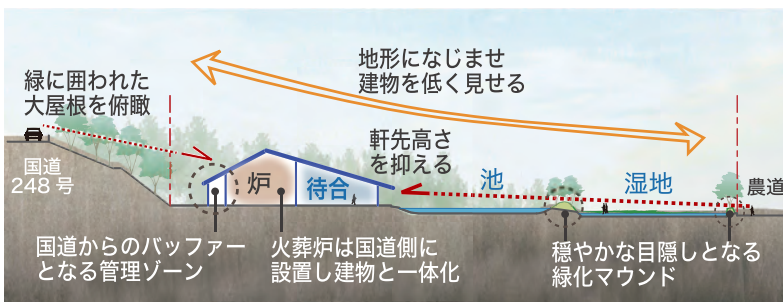 地形になじませ
建物を低く見せる
緑に囲われた
大屋根を俯瞰
軒先高さ
を抑える
国道
248 号
炉
待合
池
湿地
農道
国道からのバッファー
となる管理ゾーン
火葬炉は国道側に
設置し建物と一体化
穏やかな目隠しとなる
緑化マウンド